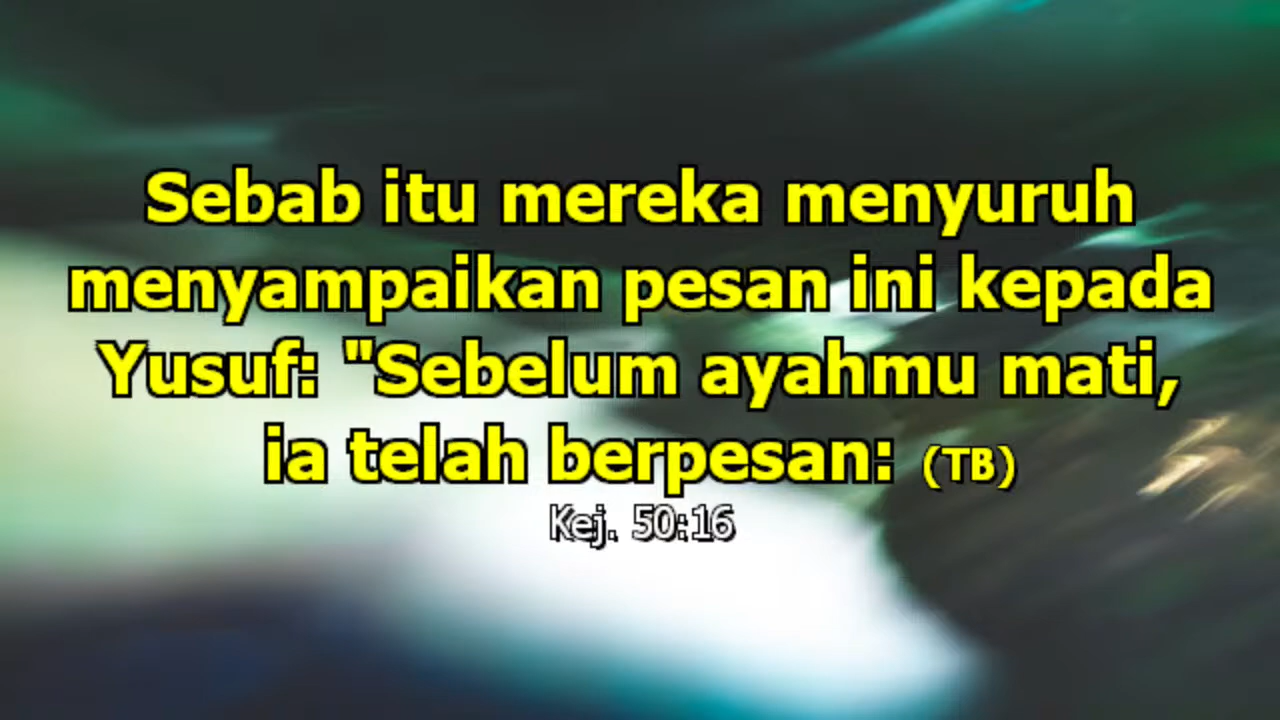 Sebab itu mereka menyuruh
menyampaikan pesan ini kepada
Yusuf: "Sebelum ayahmu mati,
ia telah berpesan: (TB)
Kej. 50:16